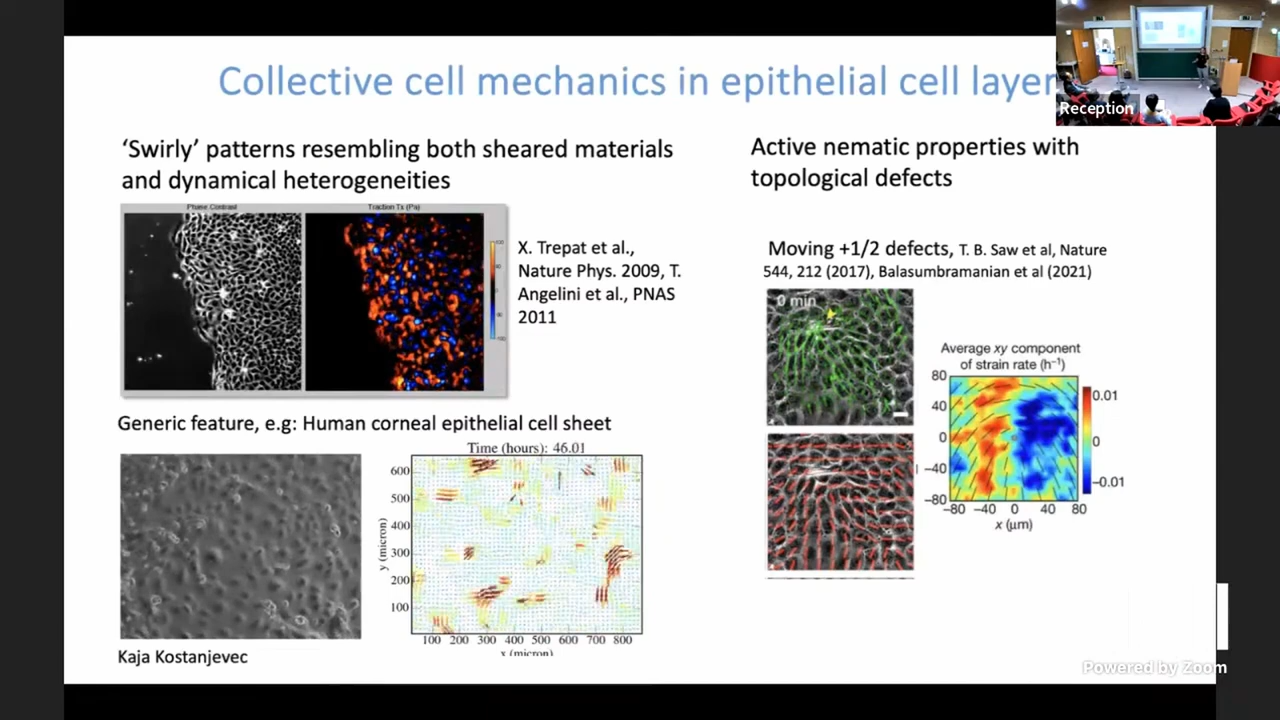 Collective cell mechanics in epithelial cell layer
Reception
‘Swirly’ patterns resembling both sheared materials
and dynamical heterogeneities
Phase Contrast
Traction Tx (Pa)
X. Trepat et al.,
Nature Phys. 2009, T.
Angelini et al., PNAS
2011
Generic feature, e.g: Human corneal epithelial cell sheet
Time (hours): 46.01
600
500
400
300
200
100
y (micron)
100 200 300 400 500 600 700 800
x (micron)
Kaja Kostanjevec
Active nematic properties with
topological defects
Moving +1/2 defects, T. B. Saw et al, Nature
544, 212 (2017), Balasumbramanian et al (2021)
0 min
Average xy component
of strain rate (h⁻¹)
80
40
0
−40
−80
−80 −40 0 40 80
x (μm)
0.01
0
−0.01
Powered by Zoom